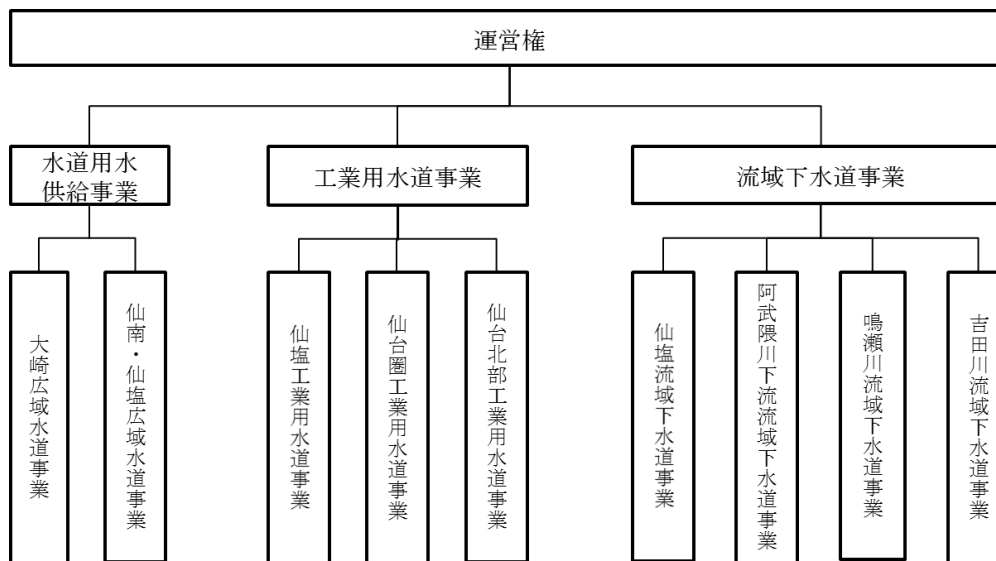 運営権
水道用水
供給事業
工業用水道事業
流域下水道事業
大崎広域水道事業
仙南・仙塩広域水道事業
仙塩工業用水道事業
仙台圏工業用水道事業
仙台北部工業用水道事業
仙塩流域下水道事業
阿武隈川下流流域下水道事業
鳴瀬川流域下水道事業
吉田川流域下水道事業